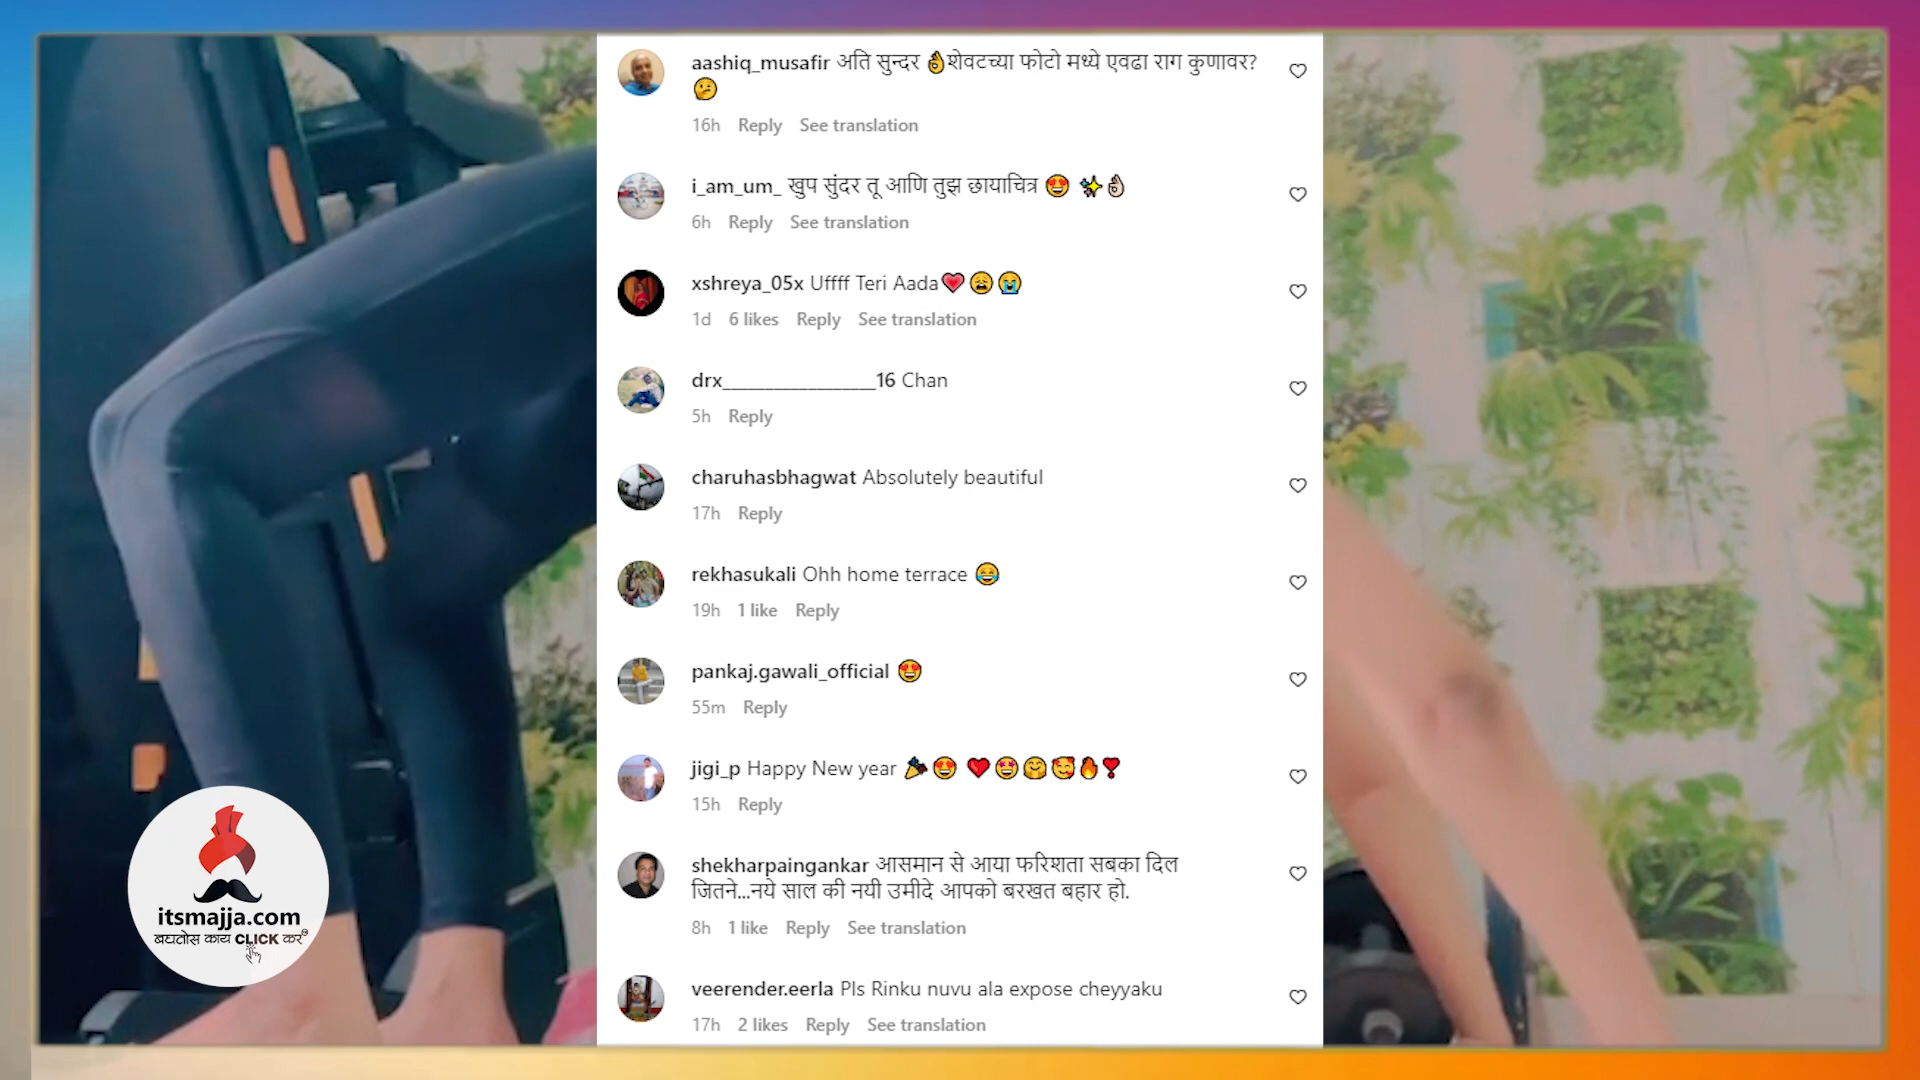 aashiq_musafir अति सुन्दर 👌शेवटच्या फोटो मध्ये एवढा राग कुणावर?
🤔
16h Reply See translation
i_am_um_ खुप सुंदर तू आणि तुझ छायाचित्र 😍 ✨👌🏻
6h Reply See translation
xshreya_05x Uffff Teri Aada💗😩😭
1d 6 likes Reply See translation
drx__________________16 Chan
5h Reply
charuhasbhagwat Absolutely beautiful
17h Reply
rekhasukali Ohh home terrace 😂
19h 1 like Reply
pankaj.gawali_official 😍
55m Reply
jigi_p Happy New year 🎉😍 ❤️🤩🤗🥰🔥❣️
15h Reply
shekharpaingankar आसमान से आया फरिशता सबका दिल
जितने...नये साल की नयी उमीदे आपको बरखत बहार हो.
8h 1 like Reply See translation
veerender.eerla Pls Rinku nuvu ala expose cheyyaku
17h 2 likes Reply See translation
itsmajja.com
बघतोस काय CLICK कर